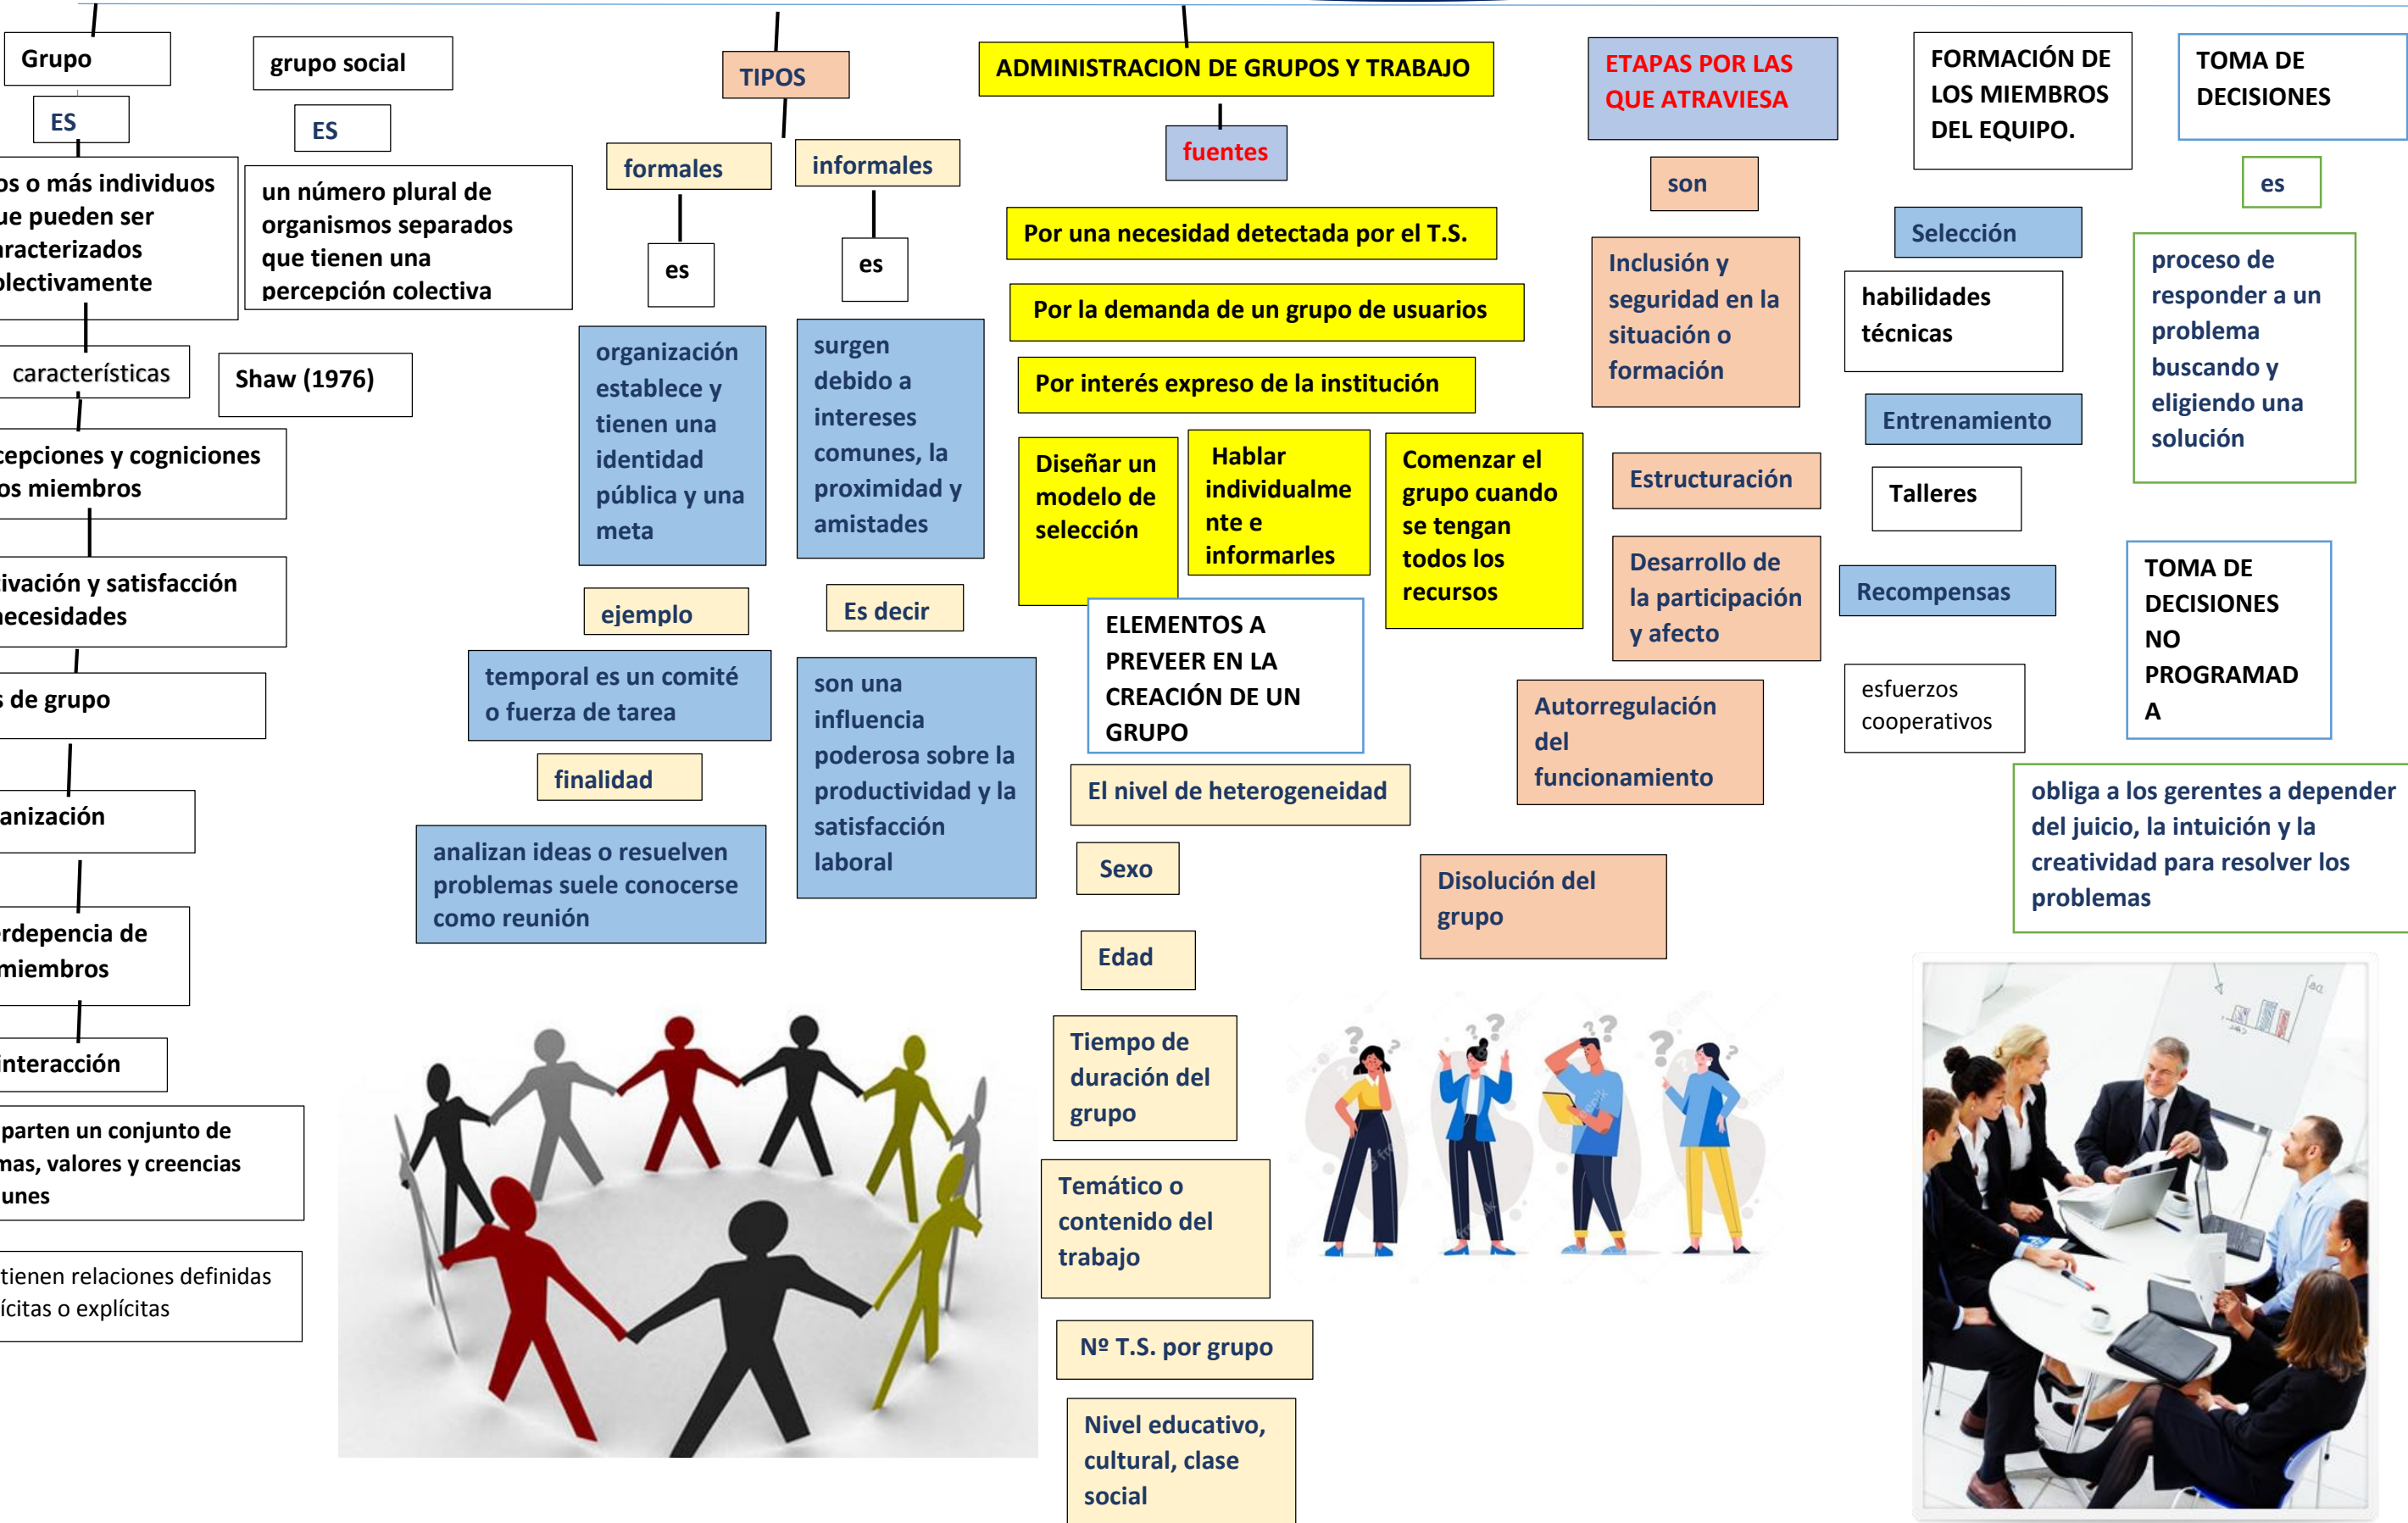 Grupo
ES
os o más individuos
ue pueden ser
aracterizados
olectivamente
características
cepciones y cogniciones
os miembros
tivación y satisfacción
necesidades
s de grupo
anización
erdepencia de
miembros
interacción
parten un conjunto de
mas, valores y creencias
unes
tienen relaciones definidas
ícitas o explícitas
grupo social
ES
un número plural de
organismos separados
que tienen una
percepción colectiva
Shaw (1976)
TIPOS
formales
es
organización
establece y
tienen una
identidad
pública y una
meta
ejemplo
temporal es un comité
o fuerza de tarea
finalidad
analizan ideas o resuelven
problemas suele conocerse
como reunión
informales
es
surgen
debido a
intereses
comunes, la
proximidad y
amistades
Es decir
son una
influencia
poderosa sobre la
productividad y la
satisfacción
laboral
ADMINISTRACION DE GRUPOS Y TRABAJO
fuentes
Por una necesidad detectada por el T.S.
Por la demanda de un grupo de usuarios
Por interés expreso de la institución
Diseñar un
modelo de
selección
Hablar
individualme
nte e
informarles
Comenzar el
grupo cuando
se tengan
todos los
recursos
ELEMENTOS A
PREVEER EN LA
CREACIÓN DE UN
GRUPO
El nivel de heterogeneidad
Sexo
Edad
Tiempo de
duración del
grupo
Temático o
contenido del
trabajo
Nº T.S. por grupo
Nivel educativo,
cultural, clase
social
ETAPAS POR LAS
QUE ATRAVIESA
son
Inclusión y
seguridad en la
situación o
formación
Estructuración
Desarrollo de
la participación
y afecto
Autorregulación
del
funcionamiento
Disolución del
grupo
? ? ? ? ? ? ? ?
FORMACIÓN DE
LOS MIEMBROS
DEL EQUIPO.
Selección
habilidades
técnicas
Entrenamiento
Talleres
Recompensas
esfuerzos
cooperativos
TOMA DE
DECISIONES
es
proceso de
responder a un
problema
buscando y
eligiendo una
solución
TOMA DE
DECISIONES
NO
PROGRAMAD
A
obliga a los gerentes a depender
del juicio, la intuición y la
creatividad para resolver los
problemas